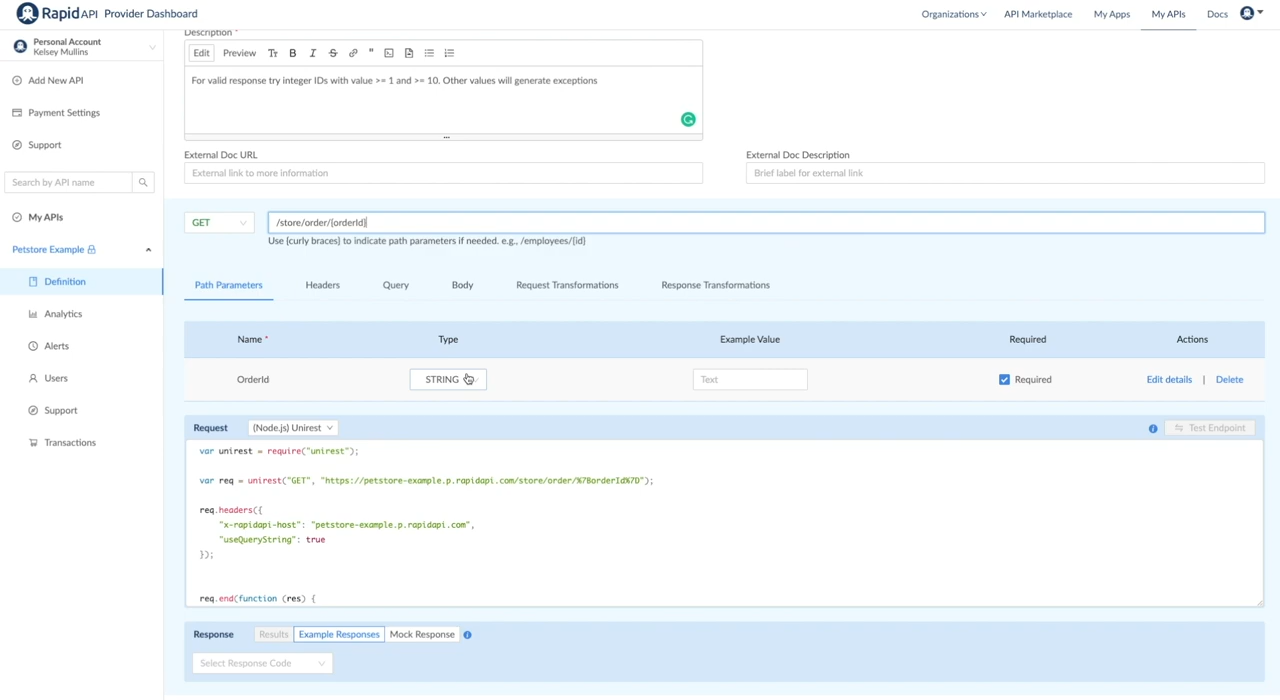 RapidAPI Provider Dashboard
Organizations
API Marketplace
My Apps
My APIs
Docs
Personal Account
Kelsey Mullins
Add New API
Payment Settings
Support
Search by API name
My APIs
Petstore Example
Definition
Analytics
Alerts
Users
Support
Transactions
Description *
Edit Preview Tт B I S "
For valid response try integer IDs with value >= 1 and >= 10. Other values will generate exceptions
External Doc URL
External link to more information
External Doc Description
Brief label for external link
GET
/store/order/{orderId}
Use {curly braces} to indicate path parameters if needed. e.g., /employees/{id}
Path Parameters Headers Query Body Request Transformations Response Transformations
Name * Type Example Value Required Actions
OrderId STRING Text Required Edit details | Delete
Request (Node.js) Unirest Test Endpoint
var unirest = require("unirest");
var req = unirest("GET", "https://petstore-example.p.rapidapi.com/store/order/%7BorderId%7D");
req.headers({
"x-rapidapi-host": "petstore-example.p.rapidapi.com",
"useQueryString": true
});
req.end(function (res) {
Response Results Example Responses Mock Response
Select Response Code